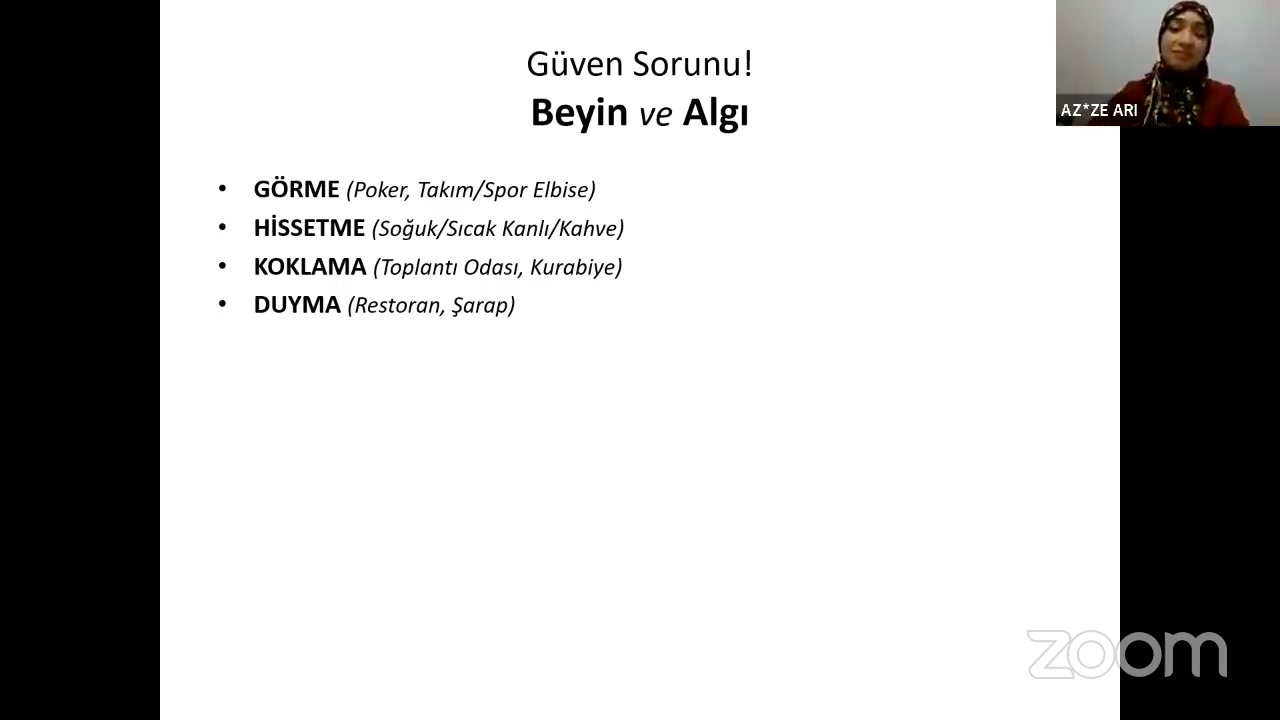 Güven Sorunu!
Beyin ve Algı
AZ*ZE ARI
• GÖRME (Poker, Takım/Spor Elbise)
• HİSSETME (Soğuk/Sıcak Kanlı/Kahve)
• KOKLAMA (Toplantı Odası, Kurabiye)
• DUYMA (Restoran, Şarap)
zoom